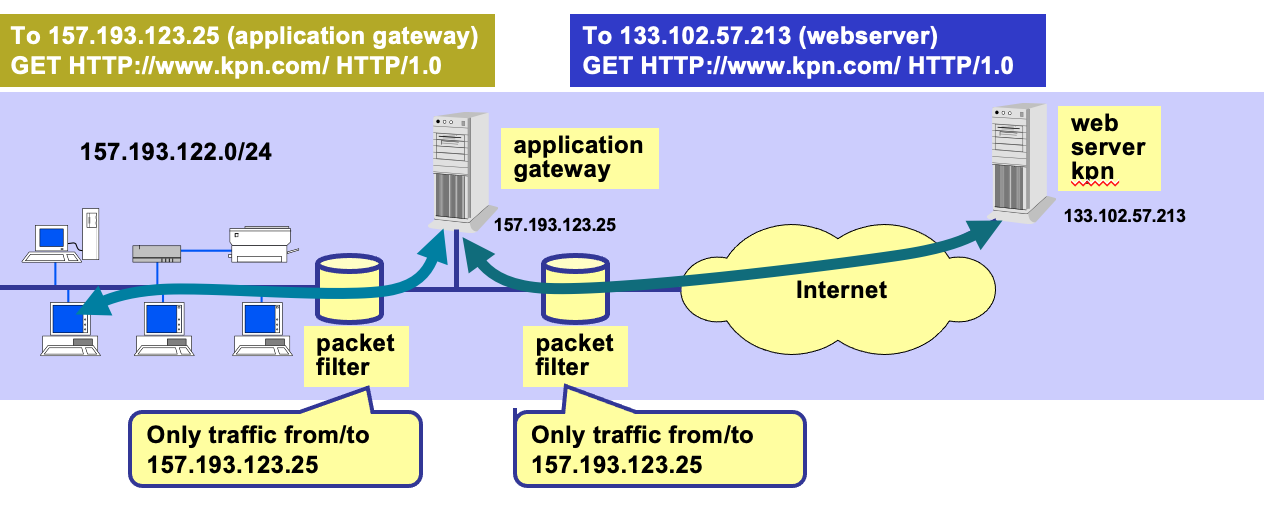 To 157.193.123.25 (application gateway)
GET HTTP://www.kpn.com/ HTTP/1.0
To 133.102.57.213 (webserver)
GET HTTP://www.kpn.com/ HTTP/1.0
157.193.122.0/24
application
gateway
157.193.123.25
web
server
kpn
133.102.57.213
Internet
packet
filter
packet
filter
Only traffic from/to
157.193.123.25
Only traffic from/to
157.193.123.25